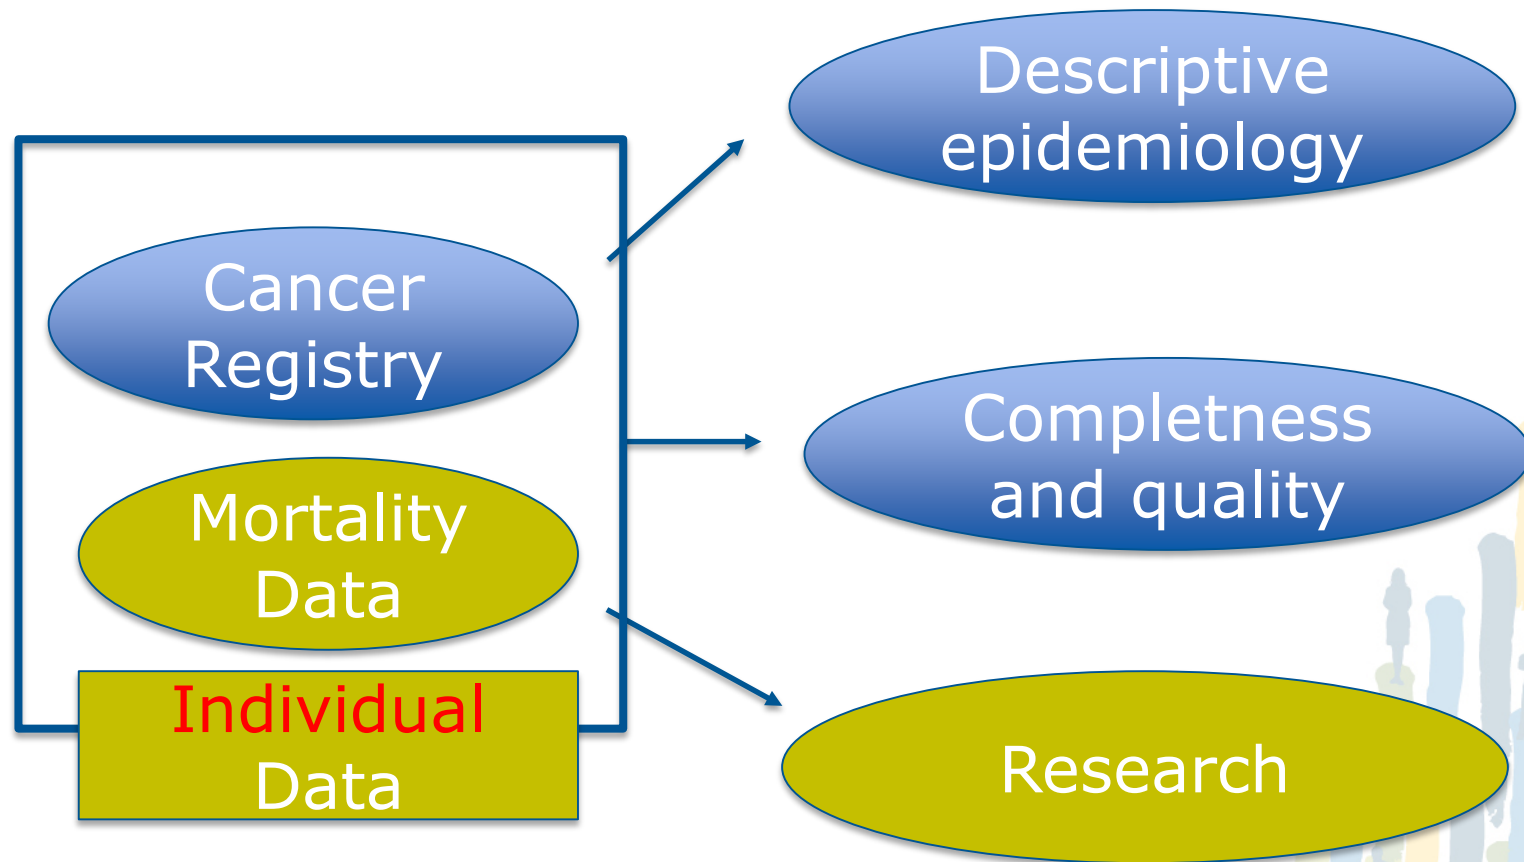 Descriptive
epidemiology
Cancer
Registry
Completness
and quality
Mortality
Data
Individual
Data
Research